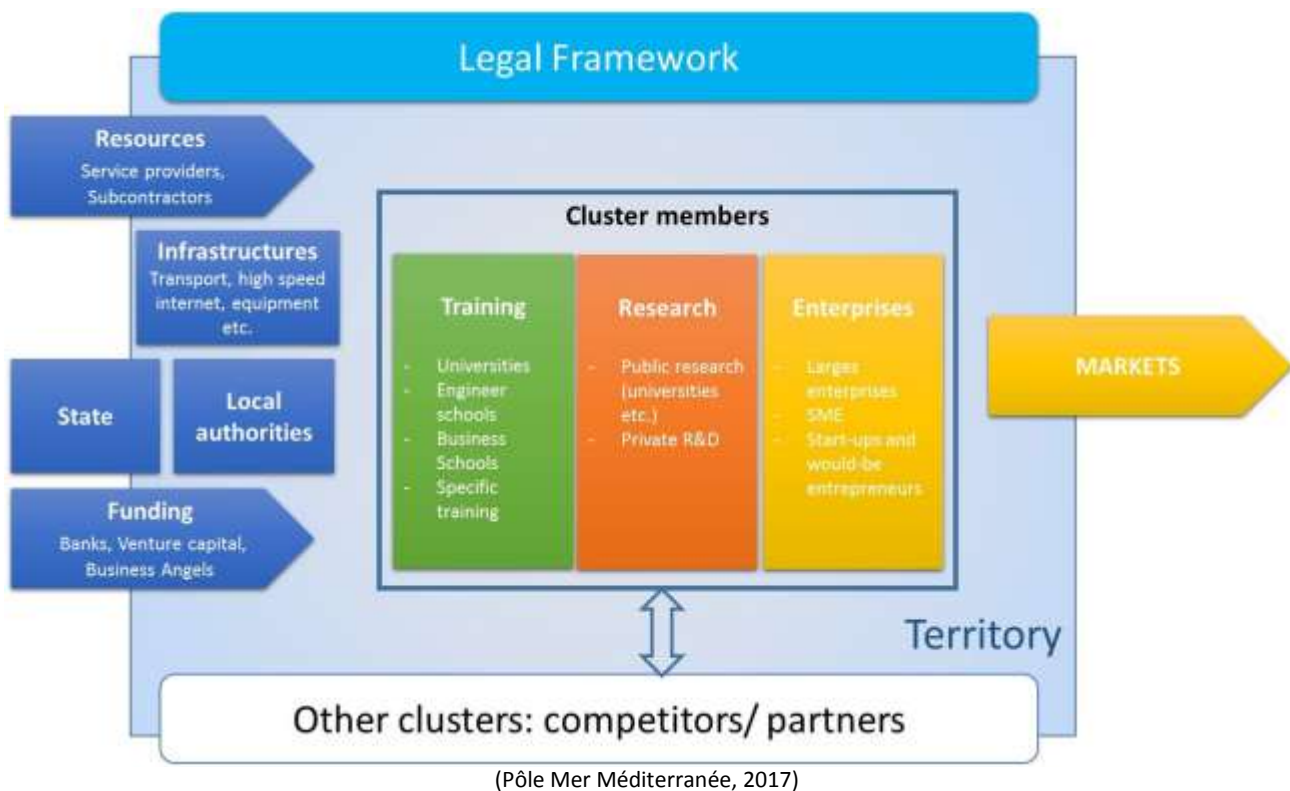 Legal Framework
Resources
Service providers,
Subcontractors
Infrastructures
Transport, high speed
internet, equipment
etc.
State
Local
authorities
Funding
Banks, Venture capital,
Business Angels
Cluster members
Training
- Universities
- Engineer
schools
- Business
Schools
- Specific
training
Research
- Public research
(universities
etc.)
- Private R&D
Enterprises
- Larges
enterprises
- SME
- Start-ups and
would-be
entrepreneurs
MARKETS
Territory
Other clusters: competitors/ partners
(Pôle Mer Méditerranée, 2017)